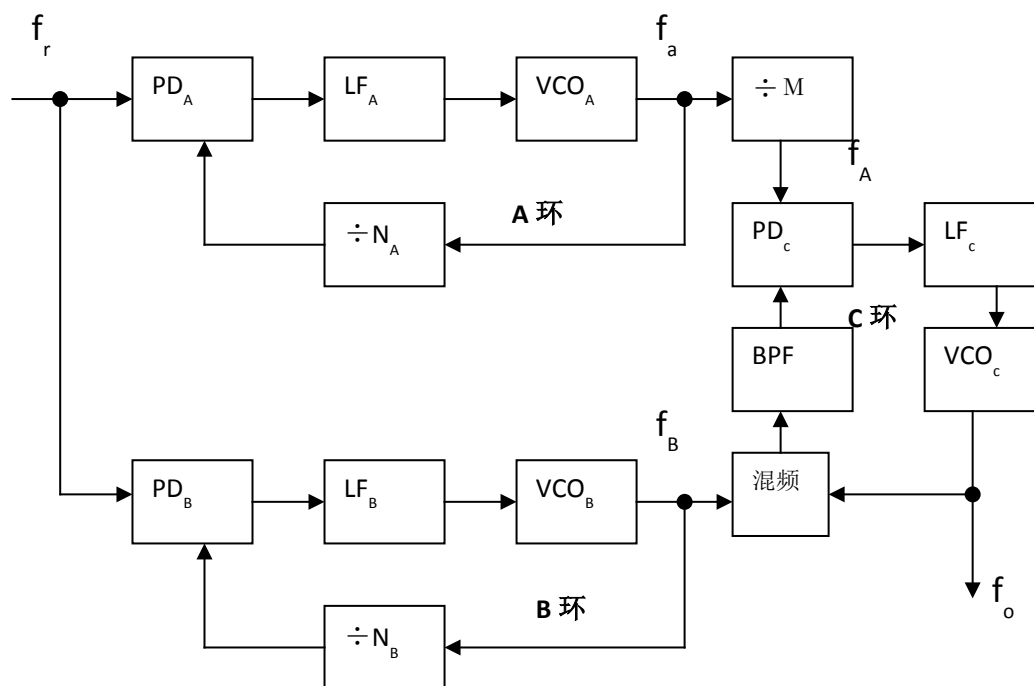 f_r
f_a
PD_A
LF_A
VCO_A
÷ M
f_A
÷N_A
A 环
PD_c
LF_c
C 环
BPF
VCO_c
f_B
PD_B
LF_B
VCO_B
混频
÷N_B
B 环
f_o